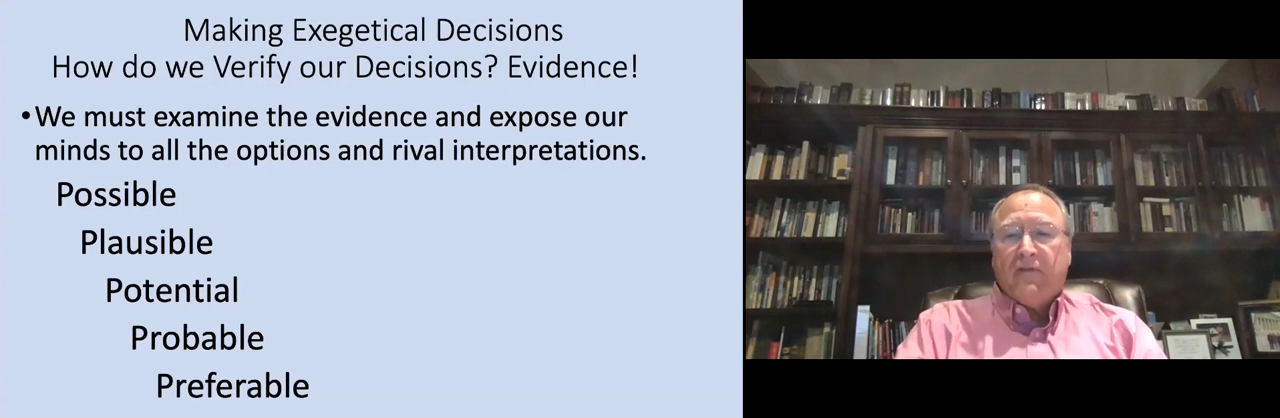 Making Exegetical Decisions
How do we Verify our Decisions? Evidence!
•We must examine the evidence and expose our
minds to all the options and rival interpretations.
Possible
Plausible
Potential
Probable
Preferable